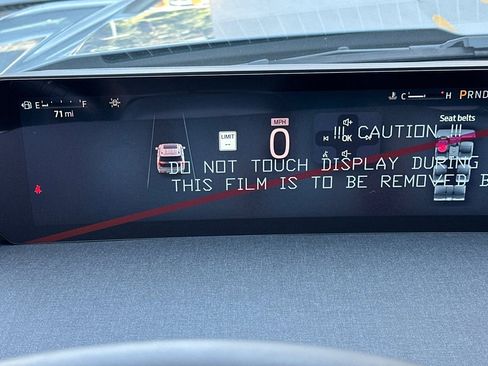 E F
71 mi
LIMIT
--
MPH
0
OK
C H
PRND
Seat belts
!!! CAUTION !!!
DO NOT TOUCH DISPLAY DURING
THIS FILM IS TO BE REMOVED B